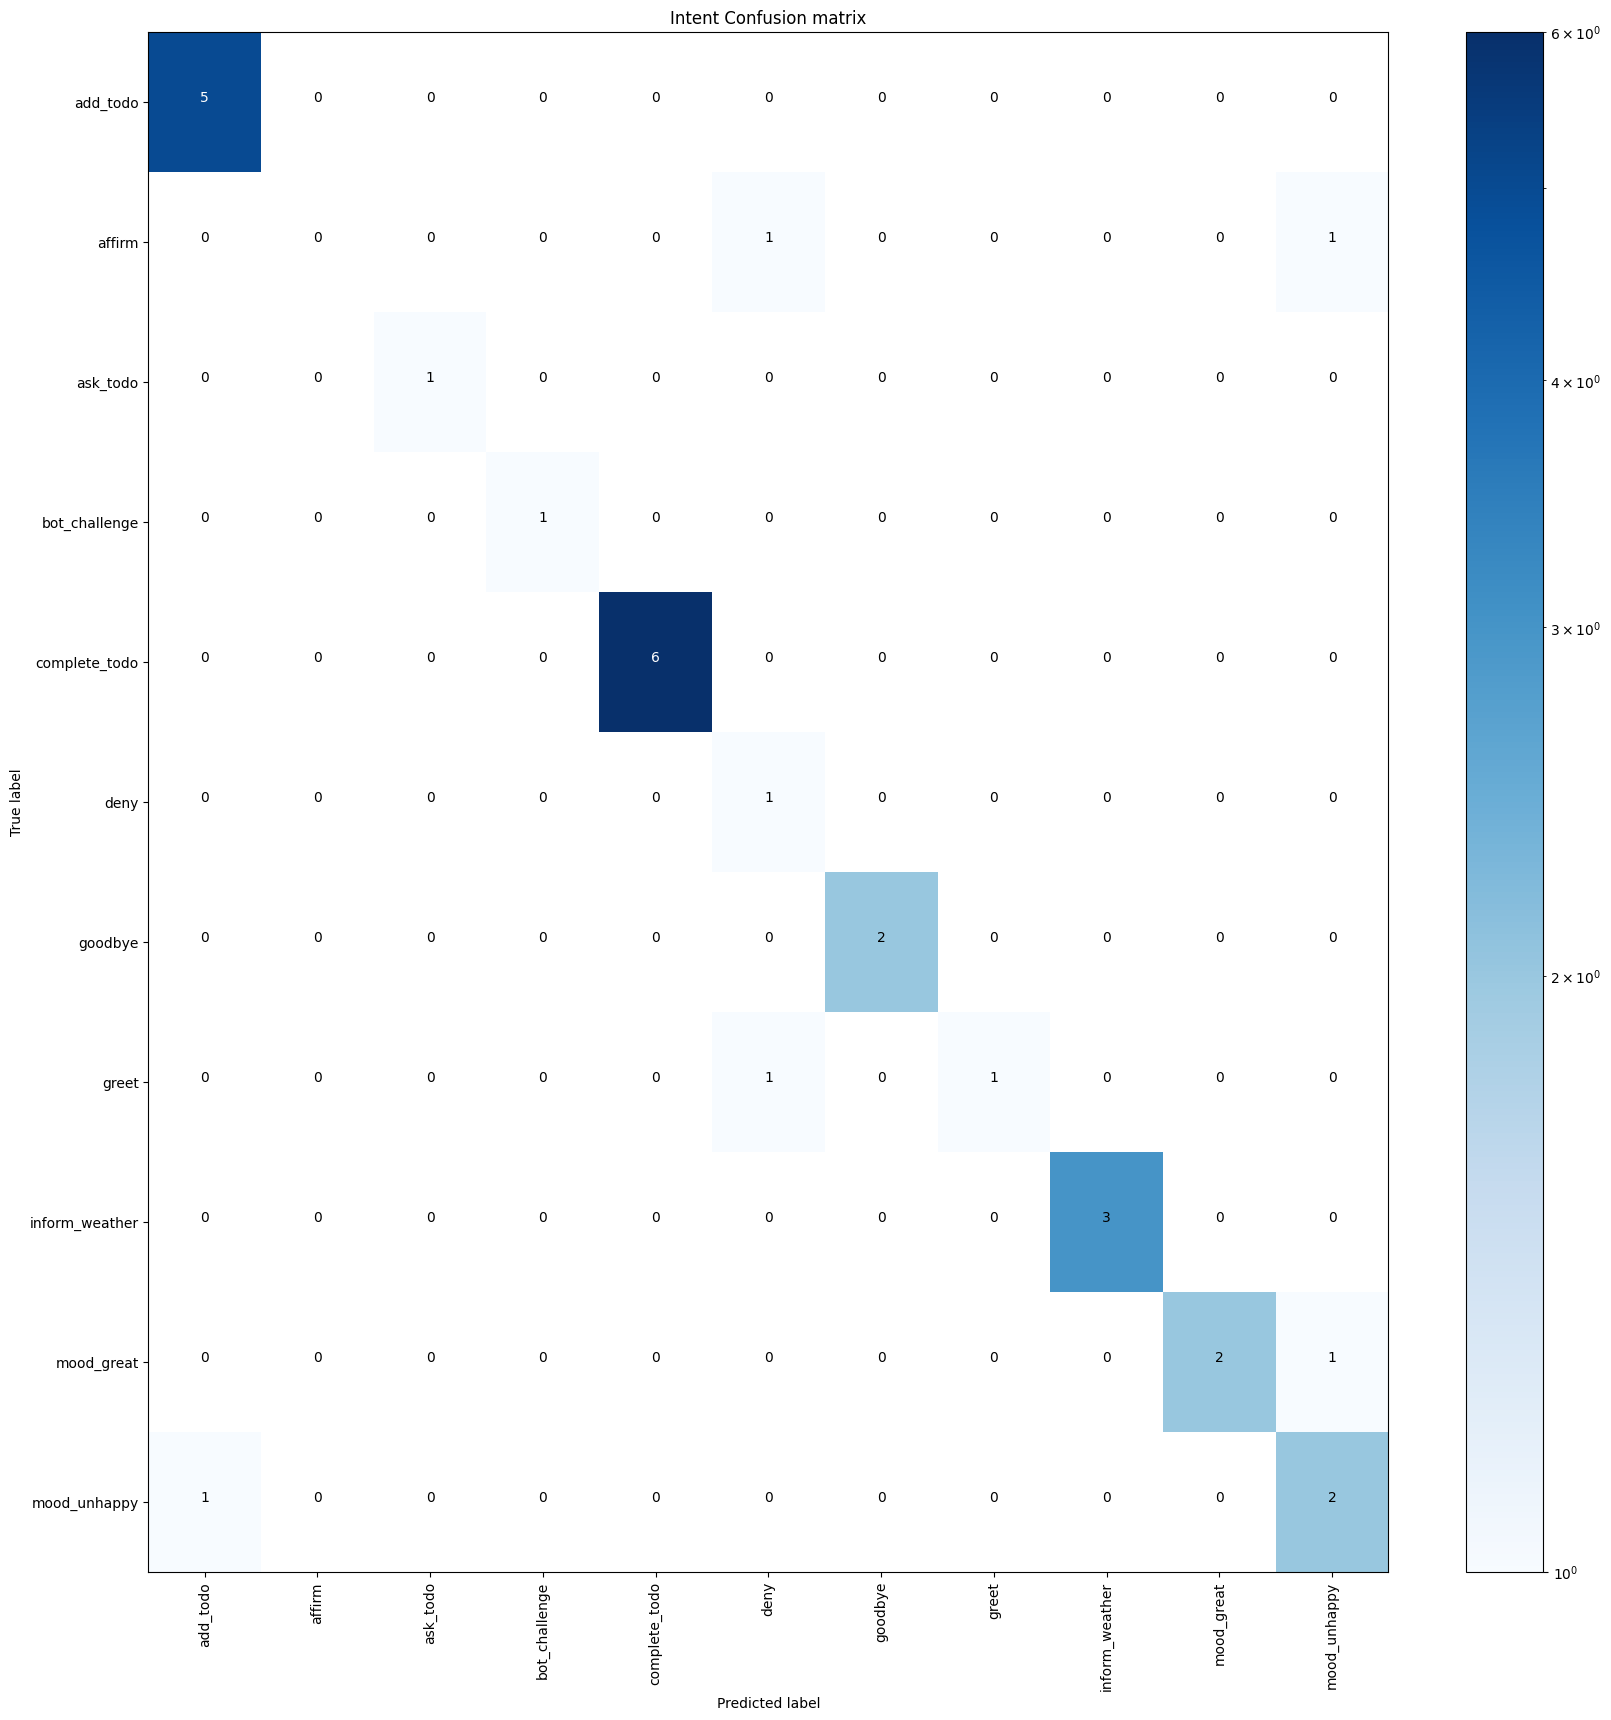 Intent Confusion matrix
add_todo 5 0 0 0 0 0 0 0 0 0 0
affirm 0 0 0 0 0 1 0 0 0 0 1
ask_todo 0 0 1 0 0 0 0 0 0 0 0
bot_challenge 0 0 0 1 0 0 0 0 0 0 0
complete_todo 0 0 0 0 6 0 0 0 0 0 0
deny 0 0 0 0 0 1 0 0 0 0 0
goodbye 0 0 0 0 0 0 2 0 0 0 0
greet 0 0 0 0 0 1 0 1 0 0 0
inform_weather 0 0 0 0 0 0 0 0 3 0 0
mood_great 0 0 0 0 0 0 0 0 0 2 1
mood_unhappy 1 0 0 0 0 0 0 0 0 0 2
True label
add_todo
affirm
ask_todo
bot_challenge
complete_todo
deny
goodbye
greet
inform_weather
mood_great
mood_unhappy
Predicted label
6 × 10⁰
4 × 10⁰
3 × 10⁰
2 × 10⁰
10⁰